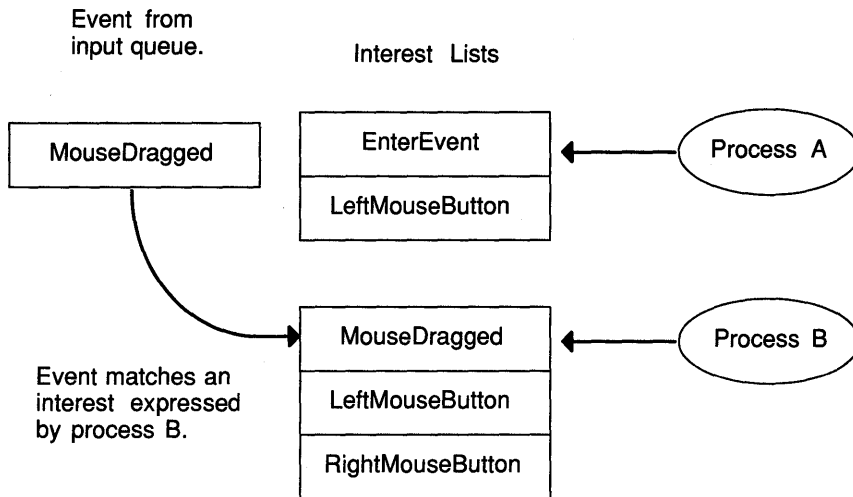 Event from
input queue.
Interest Lists
MouseDragged
EnterEvent
LeftMouseButton
Process A
MouseDragged
LeftMouseButton
RightMouseButton
Process B
Event matches an
interest expressed
by process B.